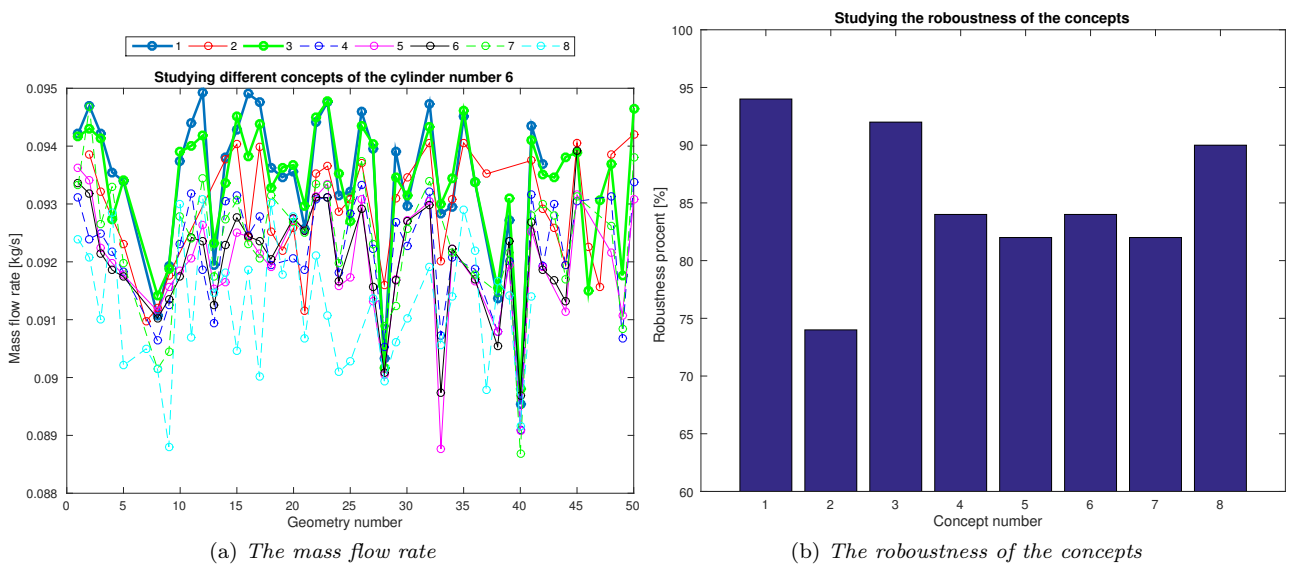 1 2 3 4 5 6 7 8
Studying different concepts of the cylinder number 6
0.095
0.094
0.093
0.092
0.091
0.09
0.089
0.088
Mass flow rate [kg/s]
0 5 10 15 20 25 30 35 40 45 50
Geometry number
(a) The mass flow rate
Studying the roboustness of the concepts
100
95
90
85
80
75
70
65
60
Robustness procent [%]
1 2 3 4 5 6 7 8
Concept number
(b) The roboustness of the concepts